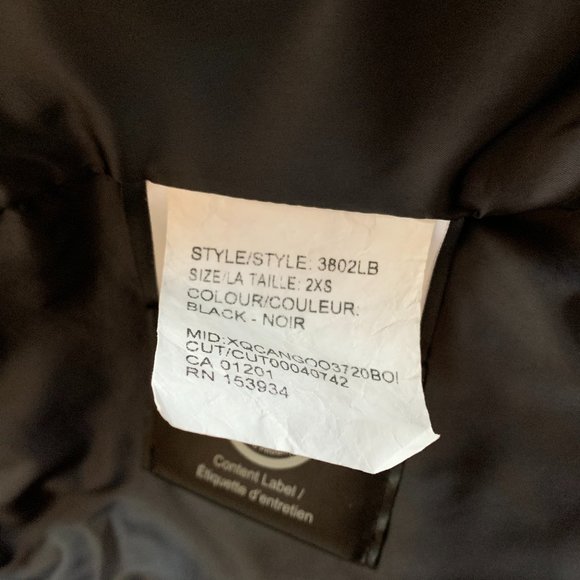 STYLE/STYLE: 3802LB
SIZE/LA TAILLE: 2XS
COLOUR/COULEUR:
BLACK - NOIR
MID:XQCANGOO3720BOI
CUT/CUT00040742
CA 01201
RN 153934
Content Label /
Étiquette d'entretien